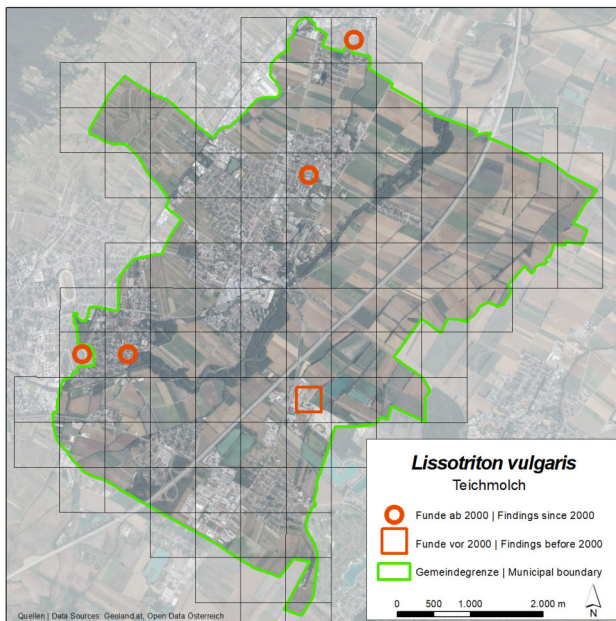 Lissotriton vulgaris
Teichmolch
Funde ab 2000 | Findings since 2000
Funde vor 2000 | Findings before 2000
Gemeindegrenze | Municipal boundary
0 500 1.000 2.000 m
N
Quellen | Data Sources: Geoland.at, Open Data Österreich